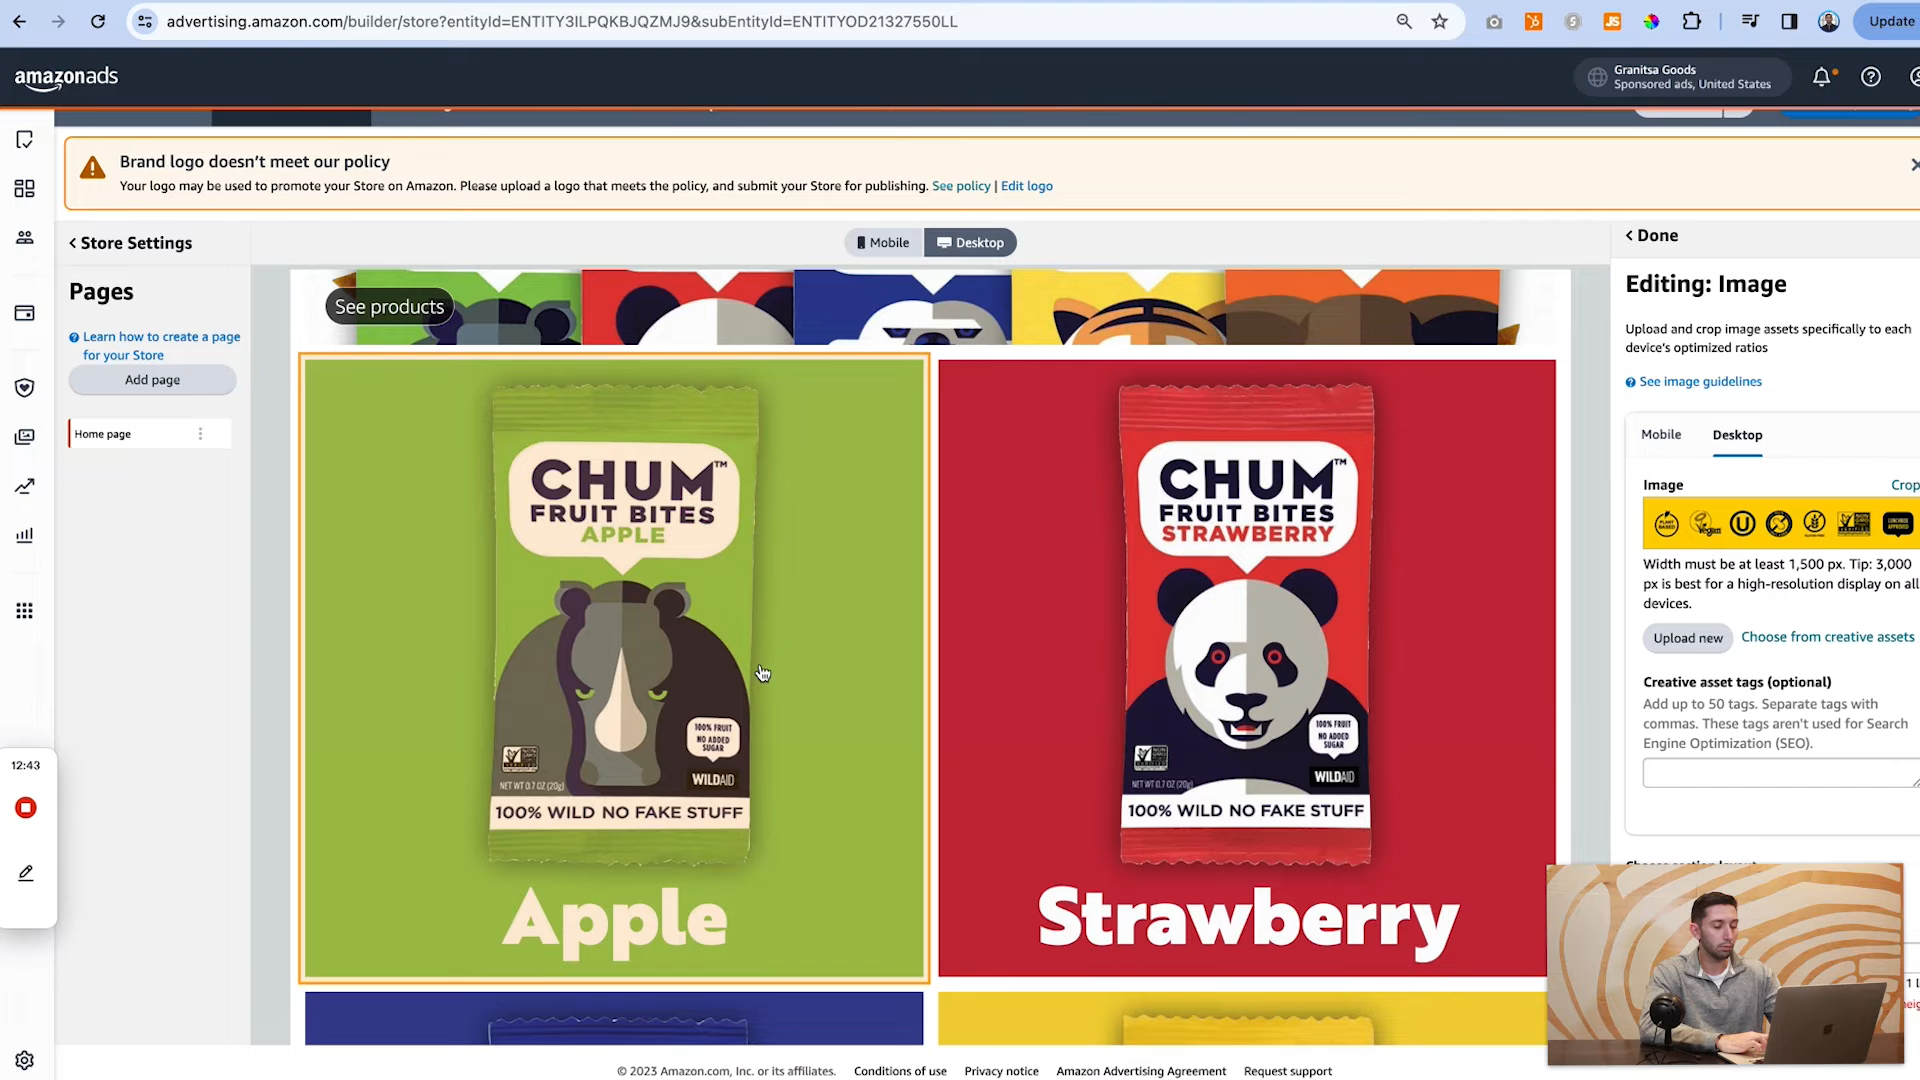 advertising.amazon.com/builder/store?entityId=ENTITY3ILPQKBJQZMJ9&subEntityId=ENTITYOD21327550LL
Update
amazonads
Granitsa Goods
Sponsored ads, United States
Brand logo doesn't meet our policy
Your logo may be used to promote your Store on Amazon. Please upload a logo that meets the policy, and submit your Store for publishing. See policy | Edit logo
< Store Settings
Mobile
Desktop
< Done
Pages
Learn how to create a page
for your Store
Add page
Home page
See products
CHUM™
FRUIT BITES
APPLE
100% FRUIT
NO ADDED
SUGAR
NON
GMO
NET WT 0.7 OZ (20g)
WILDAID
100% WILD NO FAKE STUFF
Apple
CHUM™
FRUIT BITES
STRAWBERRY
100% FRUIT
NO ADDED
SUGAR
NON
GMO
NET WT 0.7 OZ (20g)
WILDAID
100% WILD NO FAKE STUFF
Strawberry
Editing: Image
Upload and crop image assets specifically to each
device's optimized ratios
See image guidelines
Mobile
Desktop
Image
Crop
PLANT
BASED
Vegan
U
Width must be at least 1,500 px. Tip: 3,000
px is best for a high-resolution display on all
devices.
Upload new
Choose from creative assets
Creative asset tags (optional)
Add up to 50 tags. Separate tags with
commas. These tags aren't used for Search
Engine Optimization (SEO).
12:43
© 2023 Amazon.com, Inc. or its affiliates.
Conditions of use
Privacy notice
Amazon Advertising Agreement
Request support